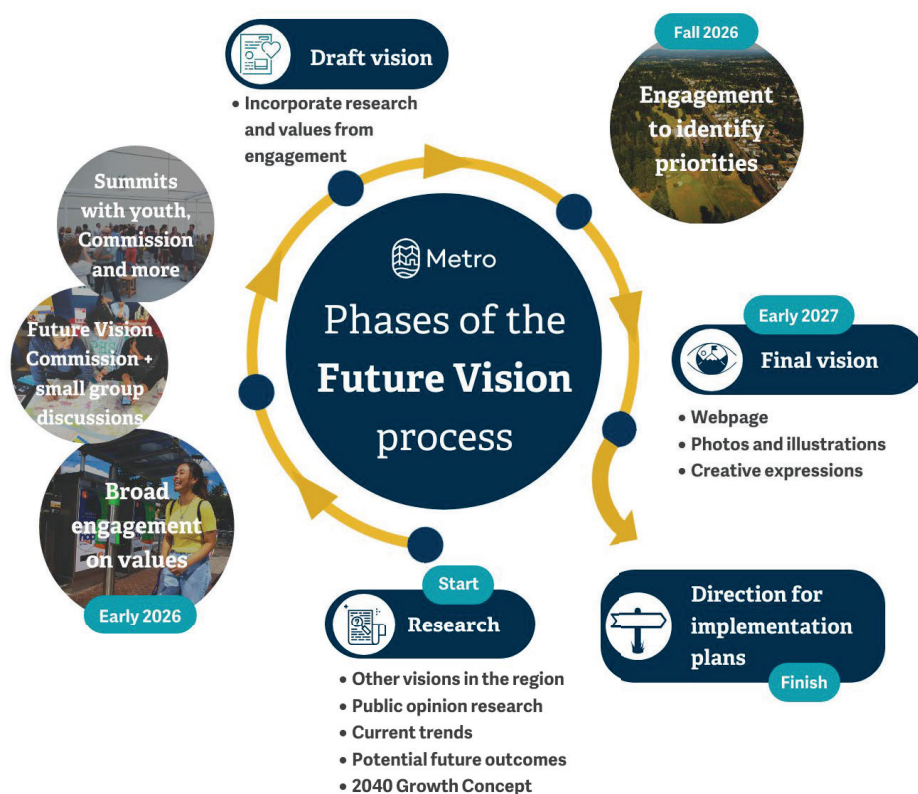 Metro
Phases of the
Future Vision
process
Start
Research
• Other visions in the region
• Public opinion research
• Current trends
• Potential future outcomes
• 2040 Growth Concept
Broad
engagement
on values
Early 2026
Future Vision
Commission +
small group
discussions
Summits
with youth,
Commission
and more
Draft vision
• Incorporate research
and values from
engagement
Fall 2026
Engagement
to identify
priorities
Early 2027
Final vision
• Webpage
• Photos and illustrations
• Creative expressions
Direction for
implementation
plans
Finish